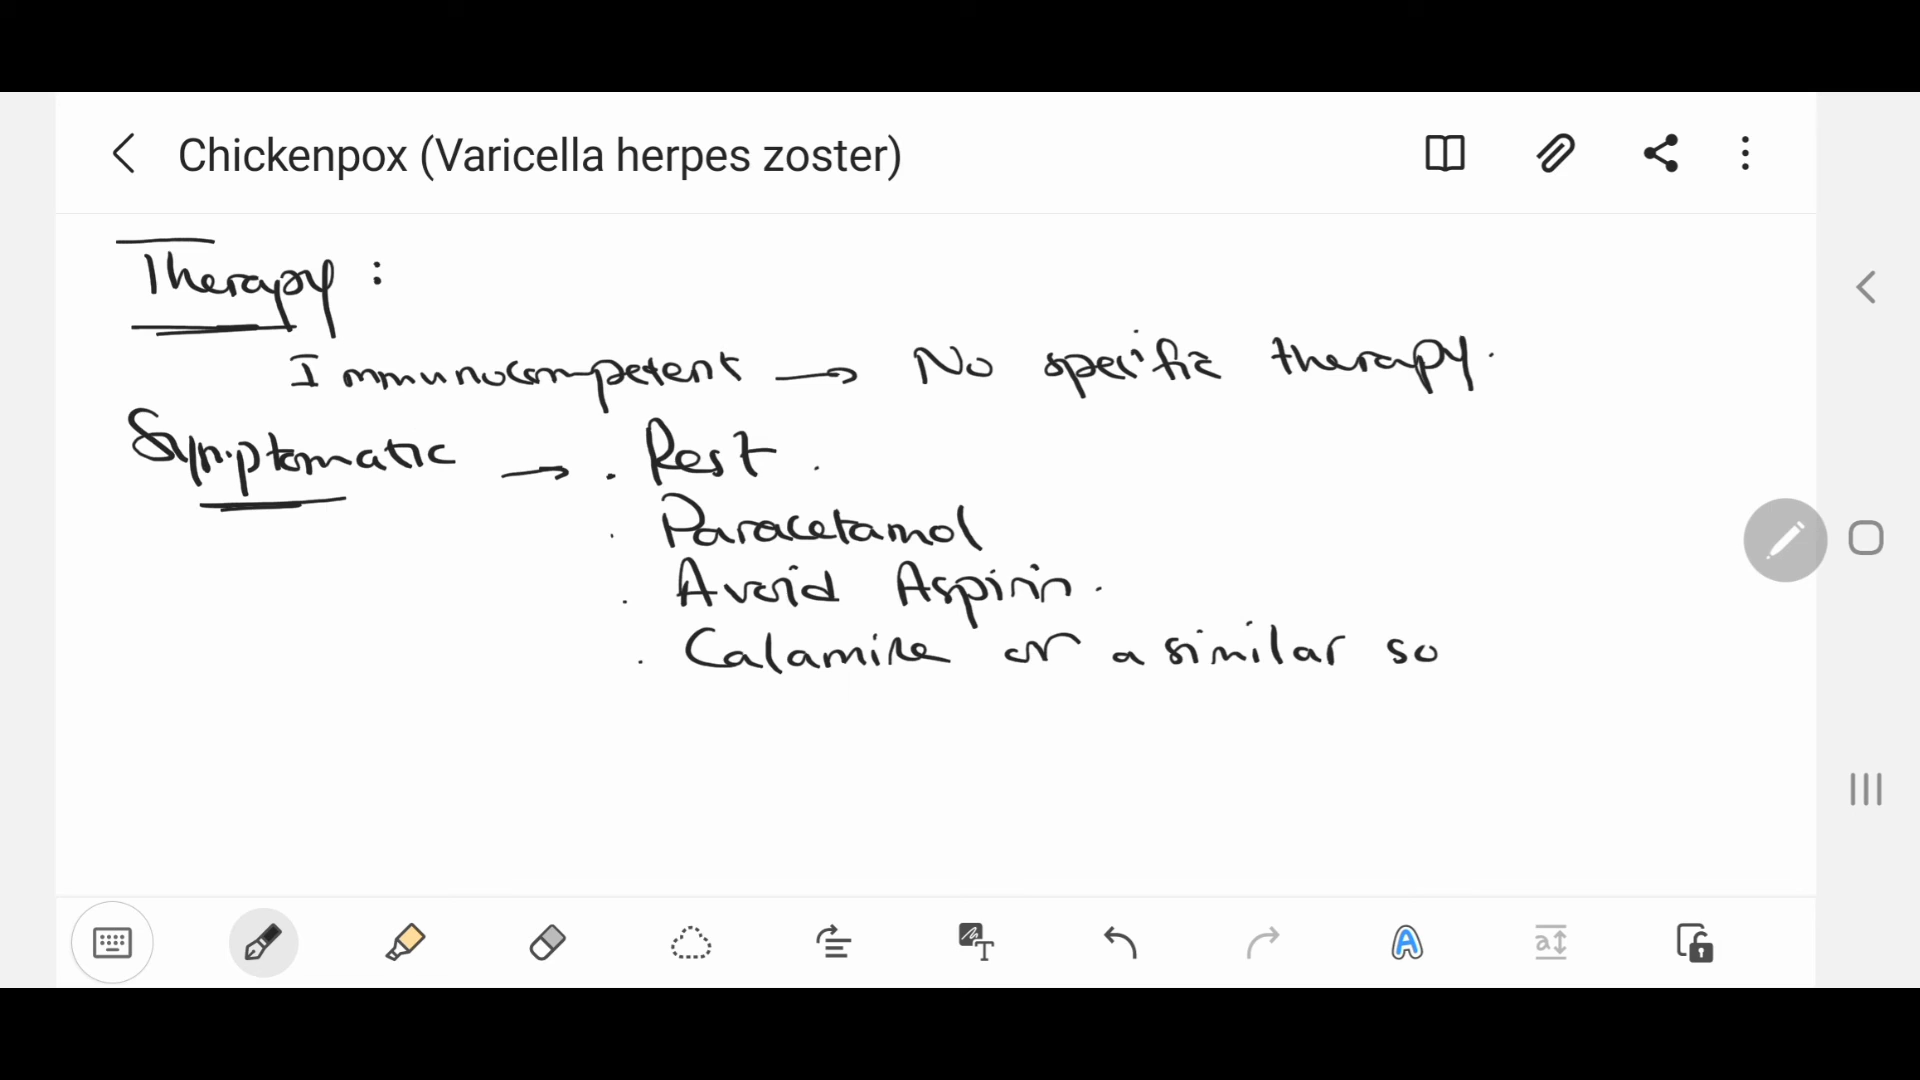 Chickenpox (Varicella herpes zoster)
Therapy :
Immunocompetent → No specific therapy.
Symptomatic → . Rest .
. Paracetamol
. Avoid Aspirin .
. Calamine or a similar so